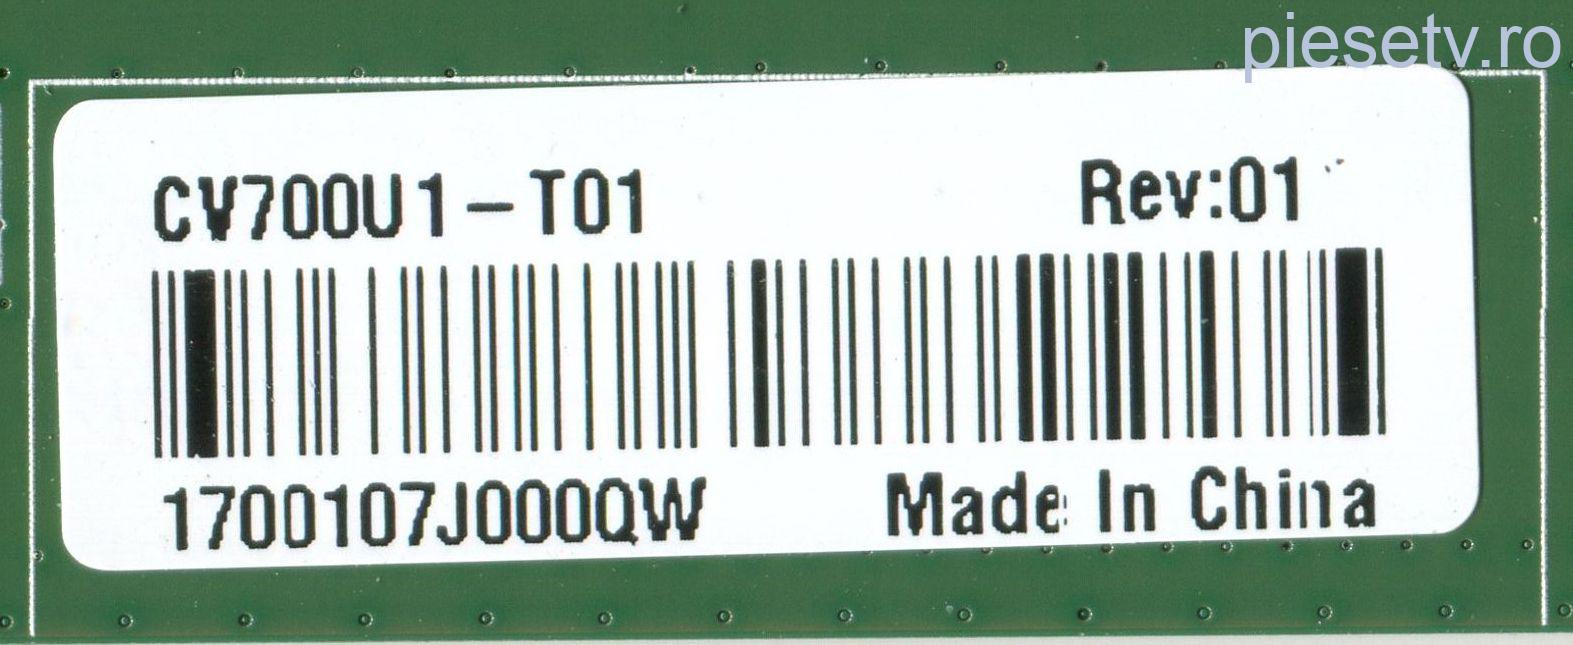 piesetv.ro
CV700U1-T01 Rev:01
1700107J000QW Made In China